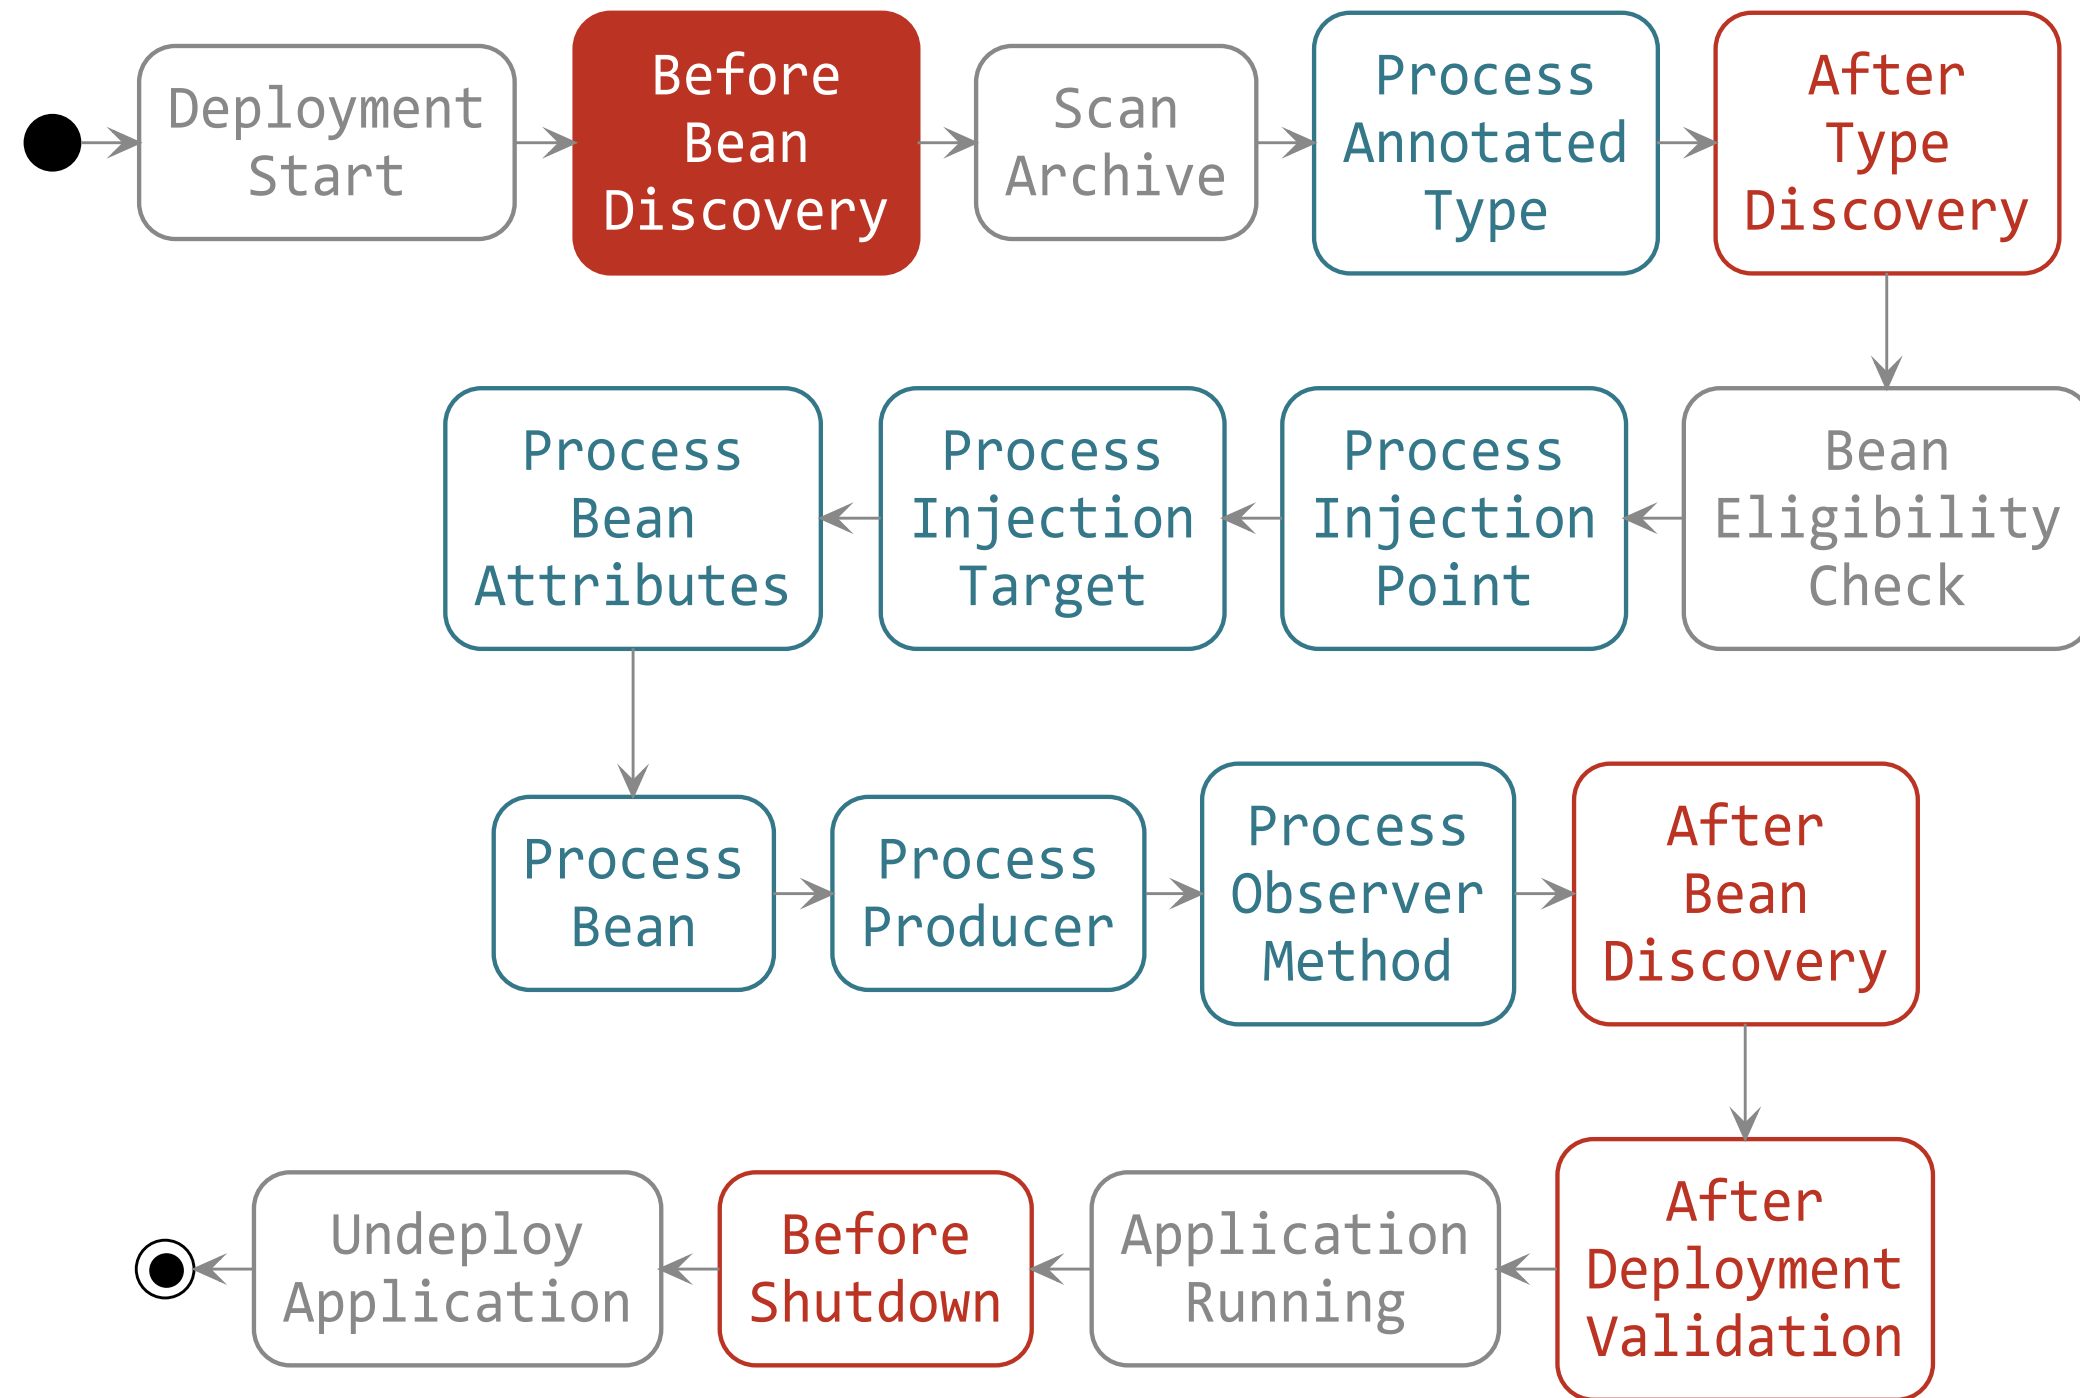 Deployment
Start
Before
Bean
Discovery
Scan
Archive
Process
Annotated
Type
After
Type
Discovery
Process
Bean
Attributes
Process
Injection
Target
Process
Injection
Point
Bean
Eligibility
Check
Process
Bean
Process
Producer
Process
Observer
Method
After
Bean
Discovery
Undeploy
Application
Before
Shutdown
Application
Running
After
Deployment
Validation